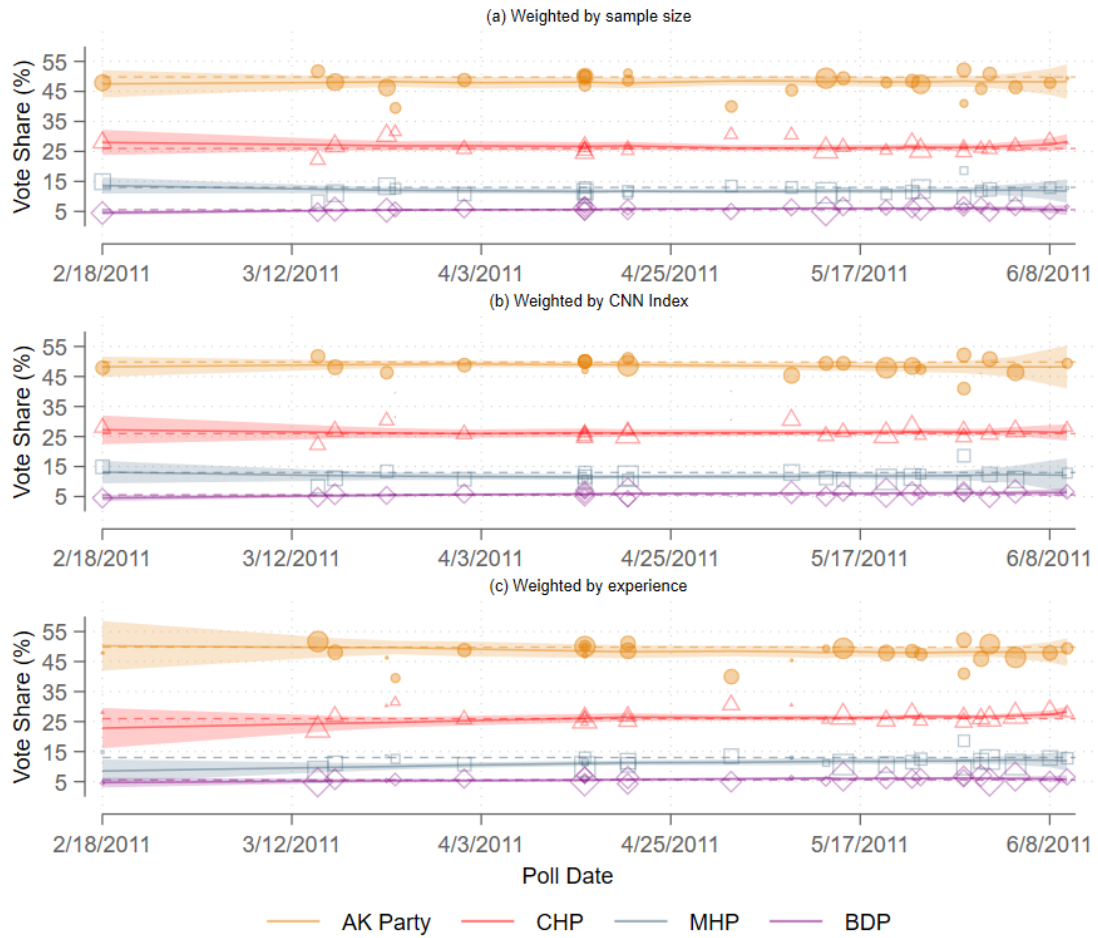 (a) Weighted by sample size
Vote Share (%)
55
45
35
25
15
5
2/18/2011 3/12/2011 4/3/2011 4/25/2011 5/17/2011 6/8/2011
(b) Weighted by CNN Index
Vote Share (%)
55
45
35
25
15
5
2/18/2011 3/12/2011 4/3/2011 4/25/2011 5/17/2011 6/8/2011
(c) Weighted by experience
Vote Share (%)
55
45
35
25
15
5
2/18/2011 3/12/2011 4/3/2011 4/25/2011 5/17/2011 6/8/2011
Poll Date
AK Party CHP MHP BDP